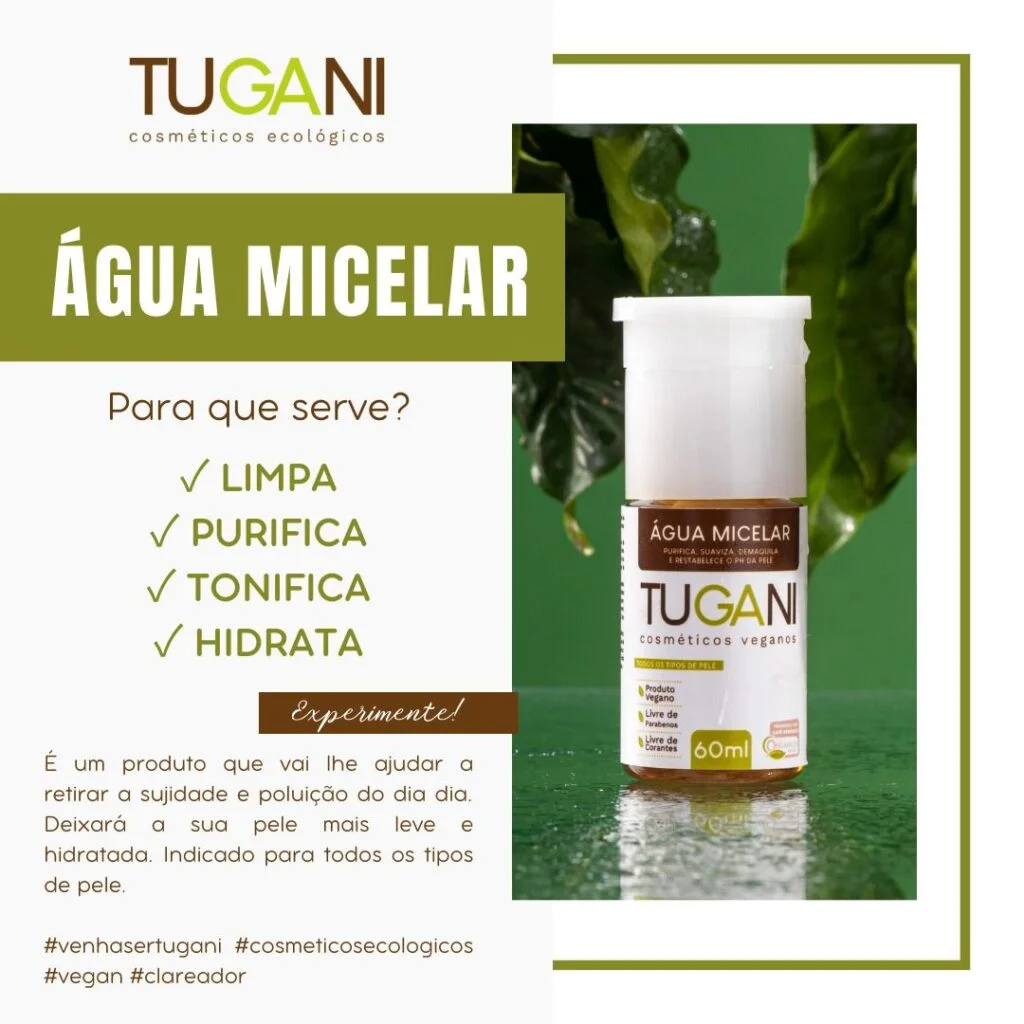 TUGANI
cosméticos ecológicos
ÁGUA MICELAR
Para que serve?
✓ LIMPA
✓ PURIFICA
✓ TONIFICA
✓ HIDRATA
Experimente!
É um produto que vai lhe ajudar a
retirar a sujidade e poluição do dia dia.
Deixará a sua pele mais leve e
hidratada. Indicado para todos os tipos
de pele.
#venhasertugani #cosmeticosecologicos
#vegan #clareador
ÁGUA MICELAR
PURIFICA, SUAVIZA, DEMAQUILA
E RESTABELECE O PH DA PELE
TUGANI
cosméticos veganos
TODOS OS TIPOS DE PELE
Produto
Vegano
Livre de
Parabenos
Livre de
Corantes
60ml